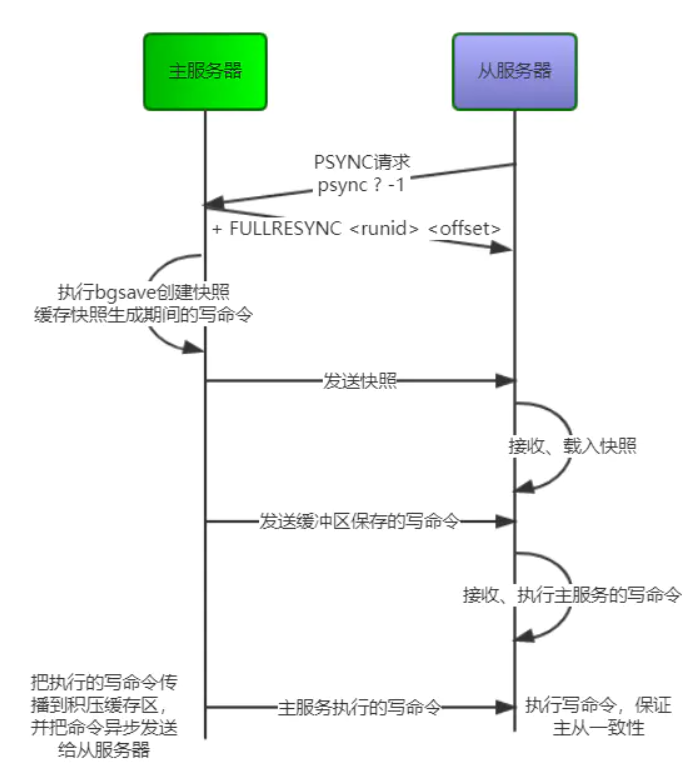 主服务器
从服务器
PSYNC请求
psync ? -1
+ FULLRESYNC <runid> <offset>
执行bgsave创建快照
缓存快照生成期间的写命令
发送快照
接收、载入快照
发送缓冲区保存的写命令
接收、执行主服务的写命令
把执行的写命令传
播到积压缓存区，
并把命令异步发送
给从服务器
主服务执行的写命令
执行写命令，保证
主从一致性